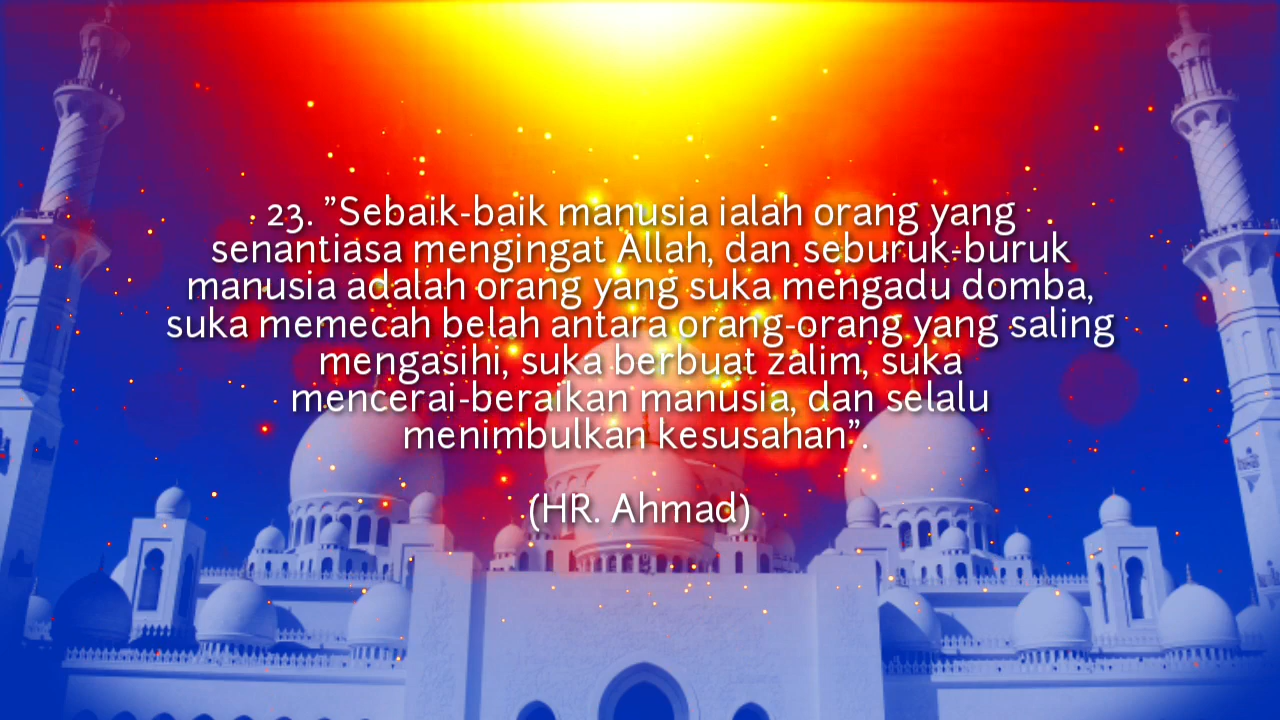 23. ”Sebaik-baik manusia ialah orang yang
senantiasa mengingat Allah, dan seburuk-buruk
manusia adalah orang yang suka mengadu domba,
suka memecah belah antara orang-orang yang saling
mengasihi, suka berbuat zalim, suka
mencerai-beraikan manusia, dan selalu
menimbulkan kesusahan”.
(HR. Ahmad)